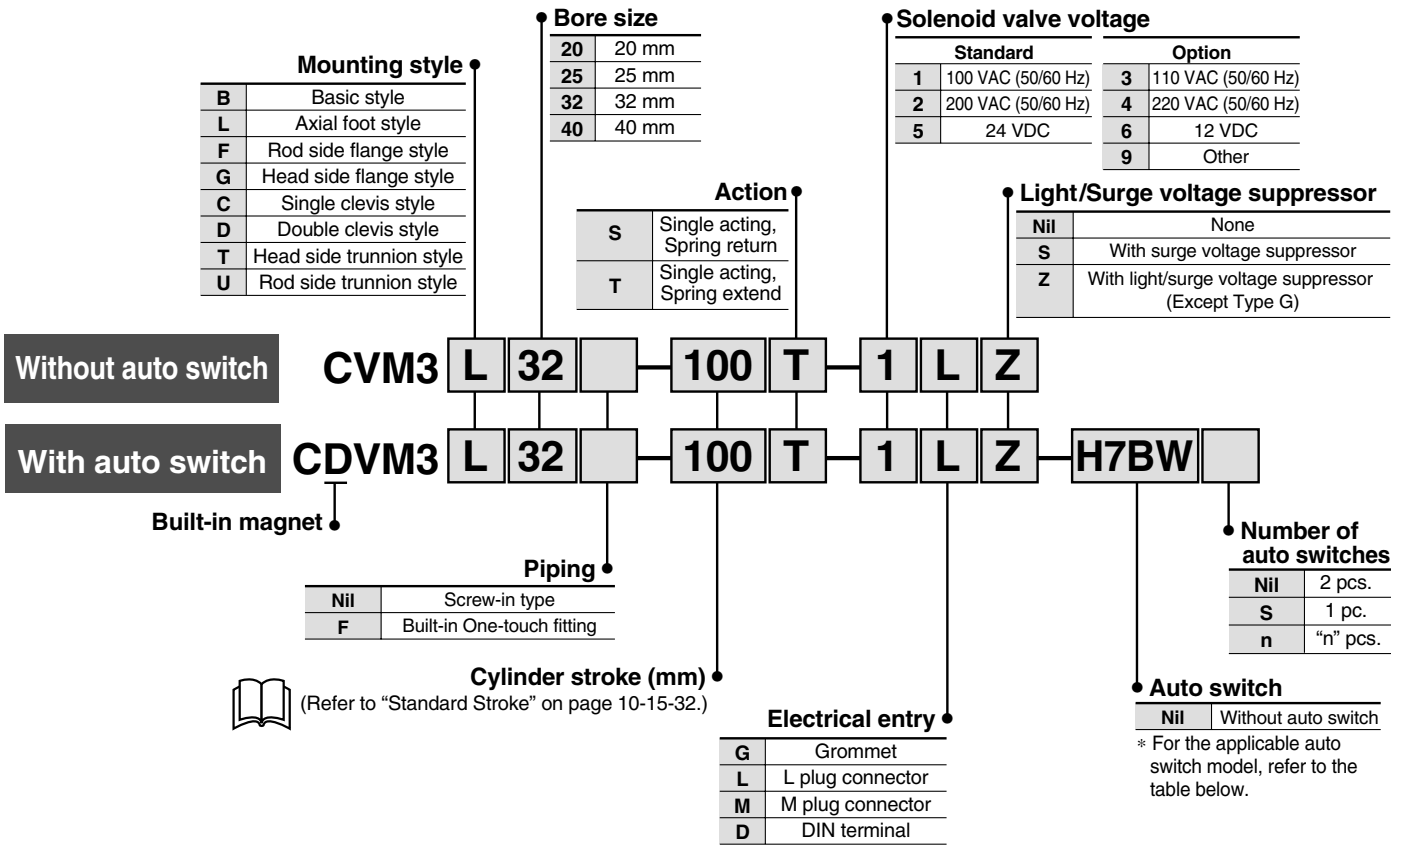 Bore size
20 20 mm
25 25 mm
32 32 mm
40 40 mm
Solenoid valve voltage
Standard
1 100 VAC (50/60 Hz)
2 200 VAC (50/60 Hz)
5 24 VDC
Option
3 110 VAC (50/60 Hz)
4 220 VAC (50/60 Hz)
6 12 VDC
9 Other
Mounting style
B Basic style
L Axial foot style
F Rod side flange style
G Head side flange style
C Single clevis style
D Double clevis style
T Head side trunnion style
U Rod side trunnion style
Action
S Single acting,
Spring return
T Single acting,
Spring extend
Light/Surge voltage suppressor
Nil None
S With surge voltage suppressor
Z With light/surge voltage suppressor
(Except Type G)
Without auto switch CVM3 L 32 – 100 T – 1 L Z
With auto switch CDVM3 L 32 – 100 T – 1 L Z – H7BW
Built-in magnet
Piping
Nil Screw-in type
F Built-in One-touch fitting
Cylinder stroke (mm)
(Refer to “Standard Stroke” on page 10-15-32.)
Electrical entry
G Grommet
L L plug connector
M M plug connector
D DIN terminal
Number of
auto switches
Nil 2 pcs.
S 1 pc.
n “n” pcs.
Auto switch
Nil Without auto switch
∗ For the applicable auto
switch model, refer to the
table below.